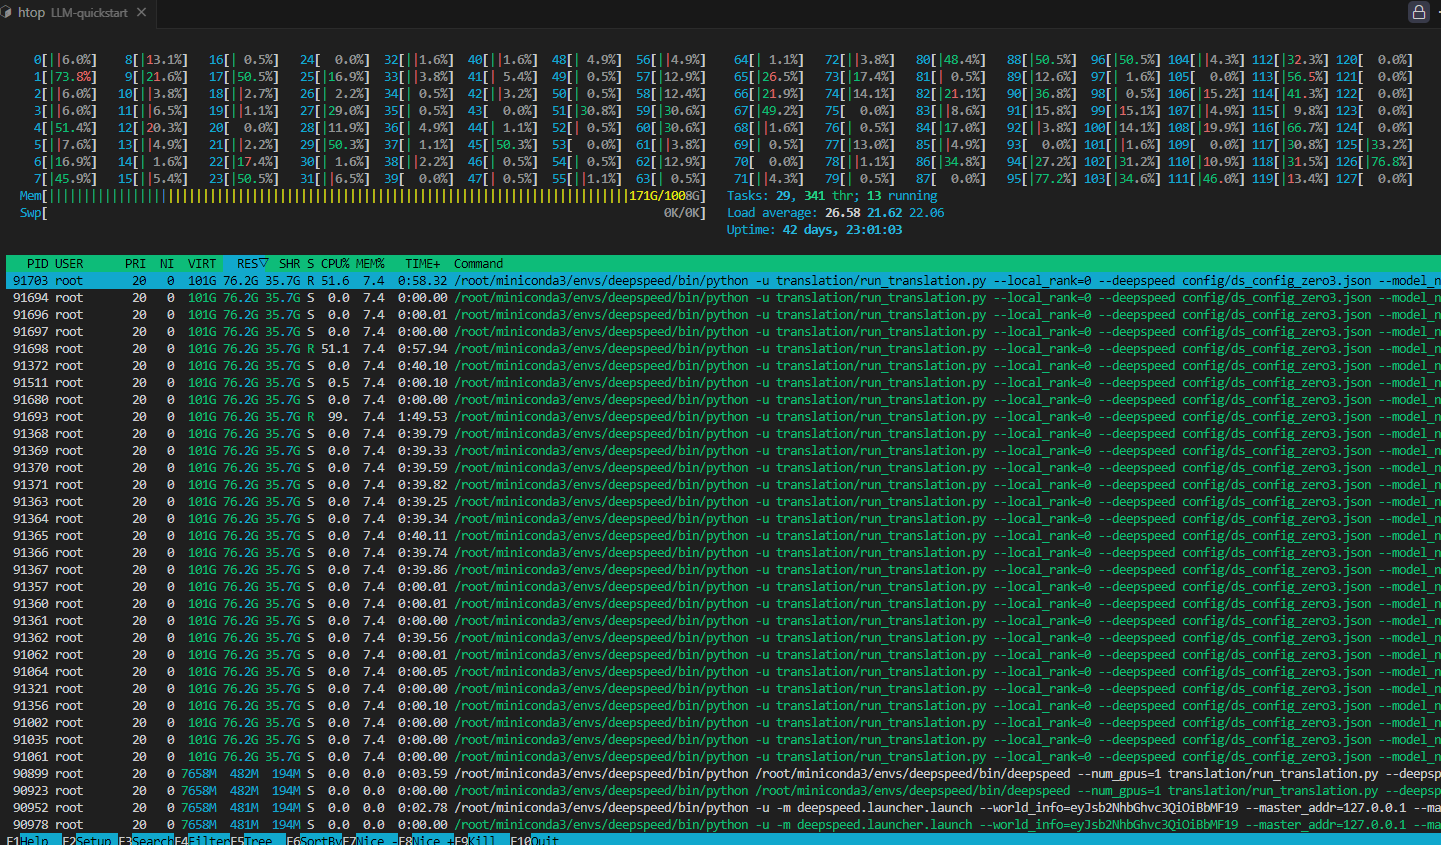 htop LLM-quickstart
0[||6.0%] 8[|13.1%] 16[| 0.5%] 24[ 0.0%] 32[||1.6%] 40[|1.6%] 48[| 4.9%] 56[||4.9%] 64[| 1.1%] 72[||3.8%] 80[|48.4%] 88[|50.5%] 96[|50.5%] 104[||4.3%] 112[|32.3%] 120[ 0.0%]
1[|73.8%] 9[|21.6%] 17[|50.5%] 25[|16.9%] 33[||3.8%] 41[| 5.4%] 49[| 0.5%] 57[|12.9%] 65[|26.5%] 73[|17.4%] 81[| 0.5%] 89[|12.6%] 97[| 1.6%] 105[ 0.0%] 113[|56.5%] 121[ 0.0%]
2[||6.0%] 10[||3.8%] 18[||2.7%] 26[| 2.2%] 34[| 0.5%] 42[||3.2%] 50[| 0.5%] 58[|12.4%] 66[|21.9%] 74[|14.1%] 82[|21.1%] 90[|36.8%] 98[| 0.5%] 106[|15.2%] 114[|41.3%] 122[ 0.0%]
3[||6.0%] 11[||6.5%] 19[||1.1%] 27[|29.0%] 35[| 0.5%] 43[ 0.0%] 51[|30.8%] 59[|30.6%] 67[|49.2%] 75[ 0.0%] 83[||8.6%] 91[|15.8%] 99[|15.1%] 107[||4.9%] 115[| 9.8%] 123[ 0.0%]
4[|51.4%] 12[|20.3%] 20[ 0.0%] 28[|11.9%] 36[| 4.9%] 44[| 1.1%] 52[| 0.5%] 60[|30.6%] 68[||1.6%] 76[| 0.5%] 84[|17.0%] 92[||3.8%] 100[|14.1%] 108[|19.9%] 116[|66.7%] 124[ 0.0%]
5[||7.6%] 13[||4.9%] 21[||2.2%] 29[|50.3%] 37[| 1.1%] 45[|50.3%] 53[ 0.0%] 61[||3.8%] 69[| 0.5%] 77[|13.0%] 85[||4.9%] 93[ 0.0%] 101[||1.6%] 109[ 0.0%] 117[|30.8%] 125[|33.2%]
6[|16.9%] 14[| 1.6%] 22[|17.4%] 30[| 1.6%] 38[||2.2%] 46[| 0.5%] 54[| 0.5%] 62[|12.9%] 70[ 0.0%] 78[||1.1%] 86[|34.8%] 94[|27.2%] 102[|31.2%] 110[|10.9%] 118[|31.5%] 126[|76.8%]
7[|45.9%] 15[||5.4%] 23[|50.5%] 31[||6.5%] 39[ 0.0%] 47[| 0.5%] 55[||1.1%] 63[| 0.5%] 71[||4.3%] 79[| 0.5%] 87[ 0.0%] 95[|77.2%] 103[|34.6%] 111[|46.0%] 119[|13.4%] 127[ 0.0%]
Mem[171G/1008G] Tasks: 29, 341 thr; 13 running
Swp[ 0K/0K] Load average: 26.58 21.62 22.06
Uptime: 42 days, 23:01:03
PID USER PRI NI VIRT RES▽ SHR S CPU% MEM% TIME+ Command
91703 root 20 0 101G 76.2G 35.7G R 51.6 7.4 0:58.32 /root/miniconda3/envs/deepspeed/bin/python -u translation/run_translation.py --local_rank=0 --deepspeed config/ds_config_zero3.json --model_n
91694 root 20 0 101G 76.2G 35.7G S 0.0 7.4 0:00.00 /root/miniconda3/envs/deepspeed/bin/python -u translation/run_translation.py --local_rank=0 --deepspeed config/ds_config_zero3.json --model_n
91696 root 20 0 101G 76.2G 35.7G S 0.0 7.4 0:00.01 /root/miniconda3/envs/deepspeed/bin/python -u translation/run_translation.py --local_rank=0 --deepspeed config/ds_config_zero3.json --model_n
91697 root 20 0 101G 76.2G 35.7G S 0.0 7.4 0:00.00 /root/miniconda3/envs/deepspeed/bin/python -u translation/run_translation.py --local_rank=0 --deepspeed config/ds_config_zero3.json --model_n
91698 root 20 0 101G 76.2G 35.7G R 51.1 7.4 0:57.94 /root/miniconda3/envs/deepspeed/bin/python -u translation/run_translation.py --local_rank=0 --deepspeed config/ds_config_zero3.json --model_n
91372 root 20 0 101G 76.2G 35.7G S 0.0 7.4 0:40.10 /root/miniconda3/envs/deepspeed/bin/python -u translation/run_translation.py --local_rank=0 --deepspeed config/ds_config_zero3.json --model_n
91511 root 20 0 101G 76.2G 35.7G S 0.5 7.4 0:00.10 /root/miniconda3/envs/deepspeed/bin/python -u translation/run_translation.py --local_rank=0 --deepspeed config/ds_config_zero3.json --model_n
91680 root 20 0 101G 76.2G 35.7G S 0.0 7.4 0:00.00 /root/miniconda3/envs/deepspeed/bin/python -u translation/run_translation.py --local_rank=0 --deepspeed config/ds_config_zero3.json --model_n
91693 root 20 0 101G 76.2G 35.7G R 99. 7.4 1:49.53 /root/miniconda3/envs/deepspeed/bin/python -u translation/run_translation.py --local_rank=0 --deepspeed config/ds_config_zero3.json --model_n
91368 root 20 0 101G 76.2G 35.7G S 0.0 7.4 0:39.79 /root/miniconda3/envs/deepspeed/bin/python -u translation/run_translation.py --local_rank=0 --deepspeed config/ds_config_zero3.json --model_n
91369 root 20 0 101G 76.2G 35.7G S 0.0 7.4 0:39.33 /root/miniconda3/envs/deepspeed/bin/python -u translation/run_translation.py --local_rank=0 --deepspeed config/ds_config_zero3.json --model_n
91370 root 20 0 101G 76.2G 35.7G S 0.0 7.4 0:39.59 /root/miniconda3/envs/deepspeed/bin/python -u translation/run_translation.py --local_rank=0 --deepspeed config/ds_config_zero3.json --model_n
91371 root 20 0 101G 76.2G 35.7G S 0.0 7.4 0:39.82 /root/miniconda3/envs/deepspeed/bin/python -u translation/run_translation.py --local_rank=0 --deepspeed config/ds_config_zero3.json --model_n
91363 root 20 0 101G 76.2G 35.7G S 0.0 7.4 0:39.25 /root/miniconda3/envs/deepspeed/bin/python -u translation/run_translation.py --local_rank=0 --deepspeed config/ds_config_zero3.json --model_n
91364 root 20 0 101G 76.2G 35.7G S 0.0 7.4 0:39.34 /root/miniconda3/envs/deepspeed/bin/python -u translation/run_translation.py --local_rank=0 --deepspeed config/ds_config_zero3.json --model_n
91365 root 20 0 101G 76.2G 35.7G S 0.0 7.4 0:40.11 /root/miniconda3/envs/deepspeed/bin/python -u translation/run_translation.py --local_rank=0 --deepspeed config/ds_config_zero3.json --model_n
91366 root 20 0 101G 76.2G 35.7G S 0.0 7.4 0:39.74 /root/miniconda3/envs/deepspeed/bin/python -u translation/run_translation.py --local_rank=0 --deepspeed config/ds_config_zero3.json --model_n
91367 root 20 0 101G 76.2G 35.7G S 0.0 7.4 0:39.86 /root/miniconda3/envs/deepspeed/bin/python -u translation/run_translation.py --local_rank=0 --deepspeed config/ds_config_zero3.json --model_n
91357 root 20 0 101G 76.2G 35.7G S 0.0 7.4 0:00.01 /root/miniconda3/envs/deepspeed/bin/python -u translation/run_translation.py --local_rank=0 --deepspeed config/ds_config_zero3.json --model_n
91360 root 20 0 101G 76.2G 35.7G S 0.0 7.4 0:00.01 /root/miniconda3/envs/deepspeed/bin/python -u translation/run_translation.py --local_rank=0 --deepspeed config/ds_config_zero3.json --model_n
91361 root 20 0 101G 76.2G 35.7G S 0.0 7.4 0:00.00 /root/miniconda3/envs/deepspeed/bin/python -u translation/run_translation.py --local_rank=0 --deepspeed config/ds_config_zero3.json --model_n
91362 root 20 0 101G 76.2G 35.7G S 0.0 7.4 0:39.56 /root/miniconda3/envs/deepspeed/bin/python -u translation/run_translation.py --local_rank=0 --deepspeed config/ds_config_zero3.json --model_n
91062 root 20 0 101G 76.2G 35.7G S 0.0 7.4 0:00.01 /root/miniconda3/envs/deepspeed/bin/python -u translation/run_translation.py --local_rank=0 --deepspeed config/ds_config_zero3.json --model_n
91064 root 20 0 101G 76.2G 35.7G S 0.0 7.4 0:00.05 /root/miniconda3/envs/deepspeed/bin/python -u translation/run_translation.py --local_rank=0 --deepspeed config/ds_config_zero3.json --model_n
91321 root 20 0 101G 76.2G 35.7G S 0.0 7.4 0:00.00 /root/miniconda3/envs/deepspeed/bin/python -u translation/run_translation.py --local_rank=0 --deepspeed config/ds_config_zero3.json --model_n
91356 root 20 0 101G 76.2G 35.7G S 0.0 7.4 0:00.10 /root/miniconda3/envs/deepspeed/bin/python -u translation/run_translation.py --local_rank=0 --deepspeed config/ds_config_zero3.json --model_n
91002 root 20 0 101G 76.2G 35.7G S 0.0 7.4 0:00.00 /root/miniconda3/envs/deepspeed/bin/python -u translation/run_translation.py --local_rank=0 --deepspeed config/ds_config_zero3.json --model_n
91035 root 20 0 101G 76.2G 35.7G S 0.0 7.4 0:00.00 /root/miniconda3/envs/deepspeed/bin/python -u translation/run_translation.py --local_rank=0 --deepspeed config/ds_config_zero3.json --model_n
91061 root 20 0 101G 76.2G 35.7G S 0.0 7.4 0:00.00 /root/miniconda3/envs/deepspeed/bin/python -u translation/run_translation.py --local_rank=0 --deepspeed config/ds_config_zero3.json --model_n
90899 root 20 0 7658M 482M 194M S 0.0 0.0 0:03.59 /root/miniconda3/envs/deepspeed/bin/python /root/miniconda3/envs/deepspeed/bin/deepspeed --num_gpus=1 translation/run_translation.py --deepsp
90923 root 20 0 7658M 482M 194M S 0.0 0.0 0:00.00 /root/miniconda3/envs/deepspeed/bin/python /root/miniconda3/envs/deepspeed/bin/deepspeed --num_gpus=1 translation/run_translation.py --deepsp
90952 root 20 0 7658M 481M 194M S 0.0 0.0 0:02.78 /root/miniconda3/envs/deepspeed/bin/python -u -m deepspeed.launcher.launch --world_info=eyJsb2NhbGhvc3QiOiBbMF19 --master_addr=127.0.0.1 --ma
90978 root 20 0 7658M 481M 194M S 0.0 0.0 0:00.00 /root/miniconda3/envs/deepspeed/bin/python -u -m deepspeed.launcher.launch --world_info=eyJsb2NhbGhvc3QiOiBbMF19 --master_addr=127.0.0.1 --ma
F1Help F2Setup F3SearchF4FilterF5Tree F6SortByF7Nice -F8Nice +F9Kill F10Quit